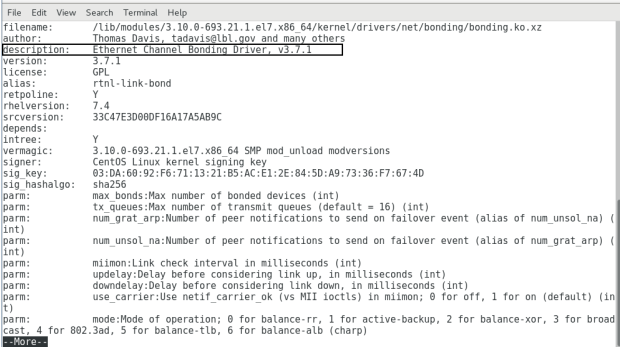 File Edit View Search Terminal Help
filename: /lib/modules/3.10.0-693.21.1.el7.x86_64/kernel/drivers/net/bonding/bonding.ko.xz
author: Thomas Davis, tadavis@lbl.gov and many others
description: Ethernet Channel Bonding Driver, v3.7.1
version: 3.7.1
license: GPL
alias: rtnl-link-bond
retpoline: Y
rhelversion: 7.4
srcversion: 33C47E3D00DF16A17A5AB9C
depends:
intree: Y
vermagic: 3.10.0-693.21.1.el7.x86_64 SMP mod_unload modversions
signer: CentOS Linux kernel signing key
sig_key: 03:DA:60:92:F6:71:13:21:B5:AC:E1:2E:84:5D:A9:73:36:F7:67:4D
sig_hashalgo: sha256
parm: max_bonds:Max number of bonded devices (int)
parm: tx_queues:Max number of transmit queues (default = 16) (int)
parm: num_grat_arp:Number of peer notifications to send on failover event (alias of num_unsol_na) (
int)
parm: num_unsol_na:Number of peer notifications to send on failover event (alias of num_grat_arp) (
int)
parm: miimon:Link check interval in milliseconds (int)
parm: updelay:Delay before considering link up, in milliseconds (int)
parm: downdelay:Delay before considering link down, in milliseconds (int)
parm: use_carrier:Use netif_carrier_ok (vs MII ioctls) in miimon; 0 for off, 1 for on (default) (in
t)
parm: mode:Mode of operation; 0 for balance-rr, 1 for active-backup, 2 for balance-xor, 3 for broad
cast, 4 for 802.3ad, 5 for balance-tlb, 6 for balance-alb (charp)
--More--